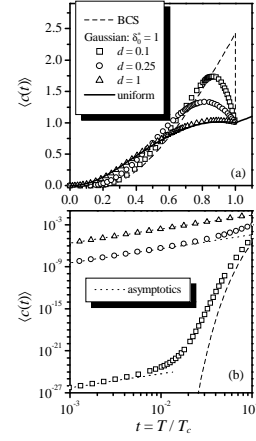 ⟨c(t)⟩
2.5
2.0
1.5
1.0
0.5
0.0
BCS
Gaussian: δ*₀ = 1
d = 0.1
d = 0.25
d = 1
uniform
(a)
0.0 0.2 0.4 0.6 0.8 1.0
⟨c(t)⟩
10⁻³
10⁻⁹
10⁻¹⁵
10⁻²¹
10⁻²⁷
asymptotics
(b)
10⁻³ 10⁻² 10⁻¹
t = T / T_c